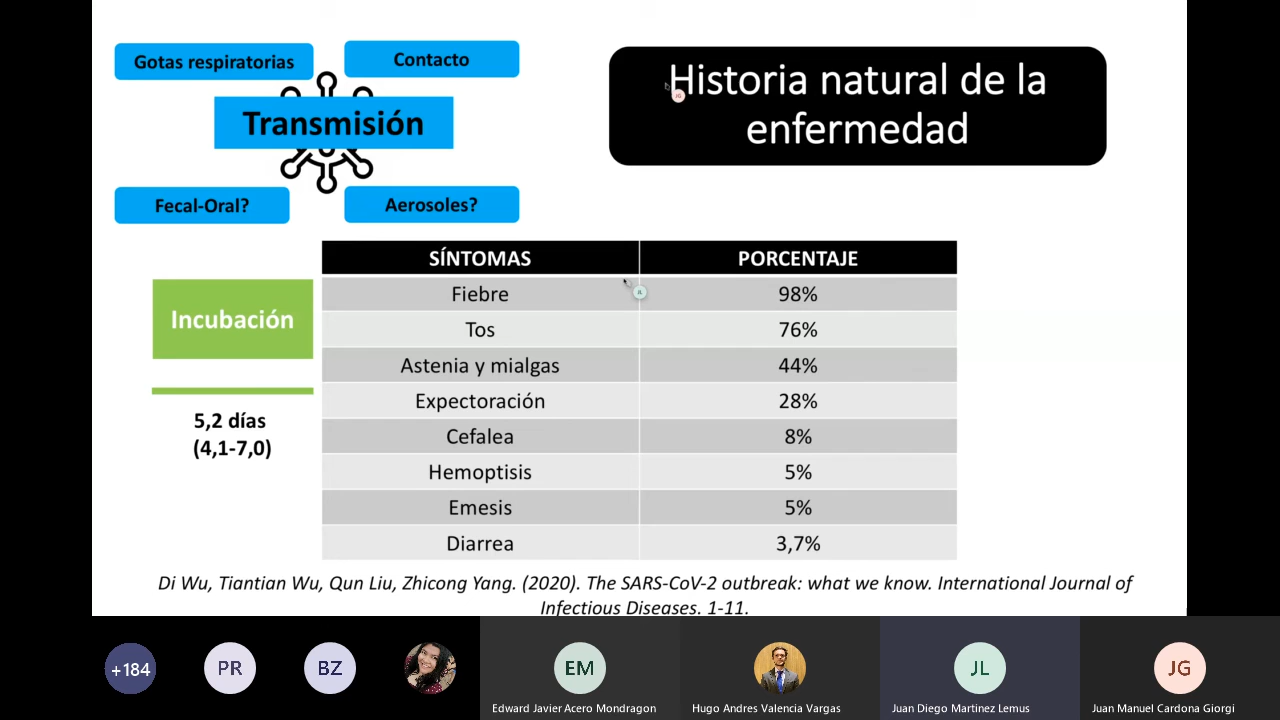 Gotas respiratorias
Contacto
Transmisión
Fecal-Oral?
Aerosoles?
Historia natural de la
enfermedad
JG
SÍNTOMAS PORCENTAJE
Fiebre 98%
JL
Tos 76%
Astenia y mialgas 44%
Expectoración 28%
Cefalea 8%
Hemoptisis 5%
Emesis 5%
Diarrea 3,7%
Incubación
5,2 días
(4,1-7,0)
Di Wu, Tiantian Wu, Qun Liu, Zhicong Yang. (2020). The SARS-CoV-2 outbreak: what we know. International Journal of
Infectious Diseases. 1-11.
+184
PR
BZ
EM
Edward Javier Acero Mondragon
Hugo Andres Valencia Vargas
JL
Juan Diego Martinez Lemus
JG
Juan Manuel Cardona Giorgi